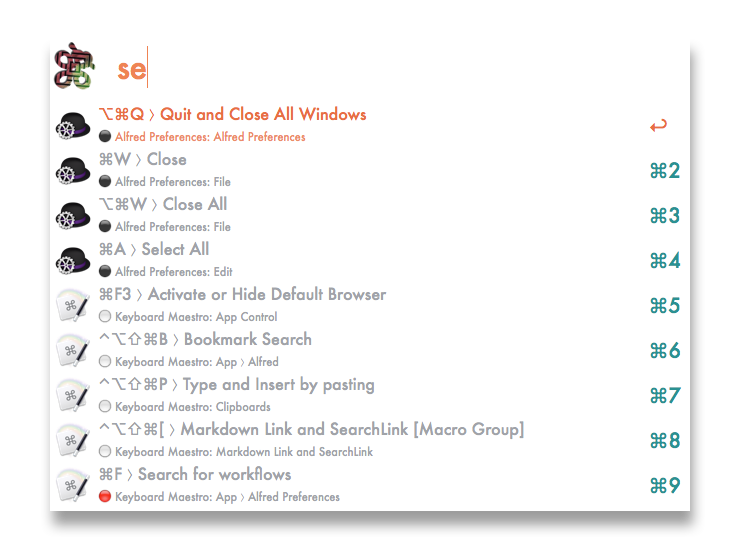 se
⌥⌘Q 〉 Quit and Close All Windows
Alfred Preferences: Alfred Preferences
↩
⌘W 〉 Close
Alfred Preferences: File
⌘2
⌥⌘W 〉 Close All
Alfred Preferences: File
⌘3
⌘A 〉 Select All
Alfred Preferences: Edit
⌘4
⌘F3 〉 Activate or Hide Default Browser
Keyboard Maestro: App Control
⌘5
^⌥⇧⌘B 〉 Bookmark Search
Keyboard Maestro: App 〉 Alfred
⌘6
^⌥⇧⌘P 〉 Type and Insert by pasting
Keyboard Maestro: Clipboards
⌘7
^⌥⇧⌘[ 〉 Markdown Link and SearchLink [Macro Group]
Keyboard Maestro: Markdown Link and SearchLink
⌘8
⌘F 〉 Search for workflows
Keyboard Maestro: App 〉 Alfred Preferences
⌘9